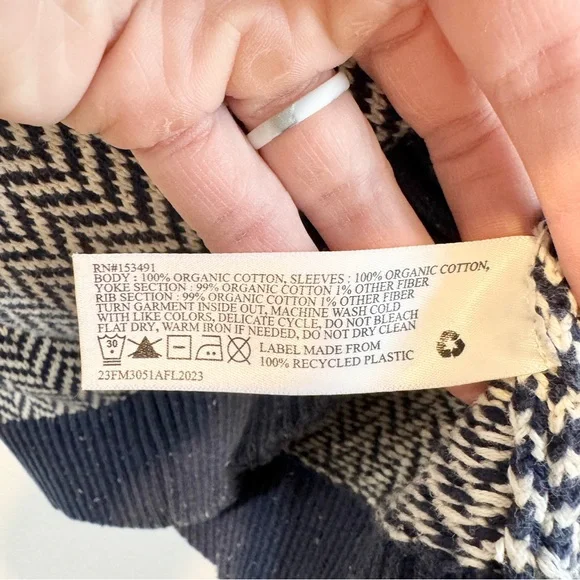 RN#153491
BODY : 100% ORGANIC COTTON, SLEEVES : 100% ORGANIC COTTON,
YOKE SECTION : 99% ORGANIC COTTON 1% OTHER FIBER
RIB SECTION : 99% ORGANIC COTTON 1% OTHER FIBER
TURN GARMENT INSIDE OUT, MACHINE WASH COLD
WITH LIKE COLORS, DELICATE CYCLE, DO NOT BLEACH
FLAT DRY, WARM IRON IF NEEDED, DO NOT DRY CLEAN
30
LABEL MADE FROM
100% RECYCLED PLASTIC
23FM3051AFL2023